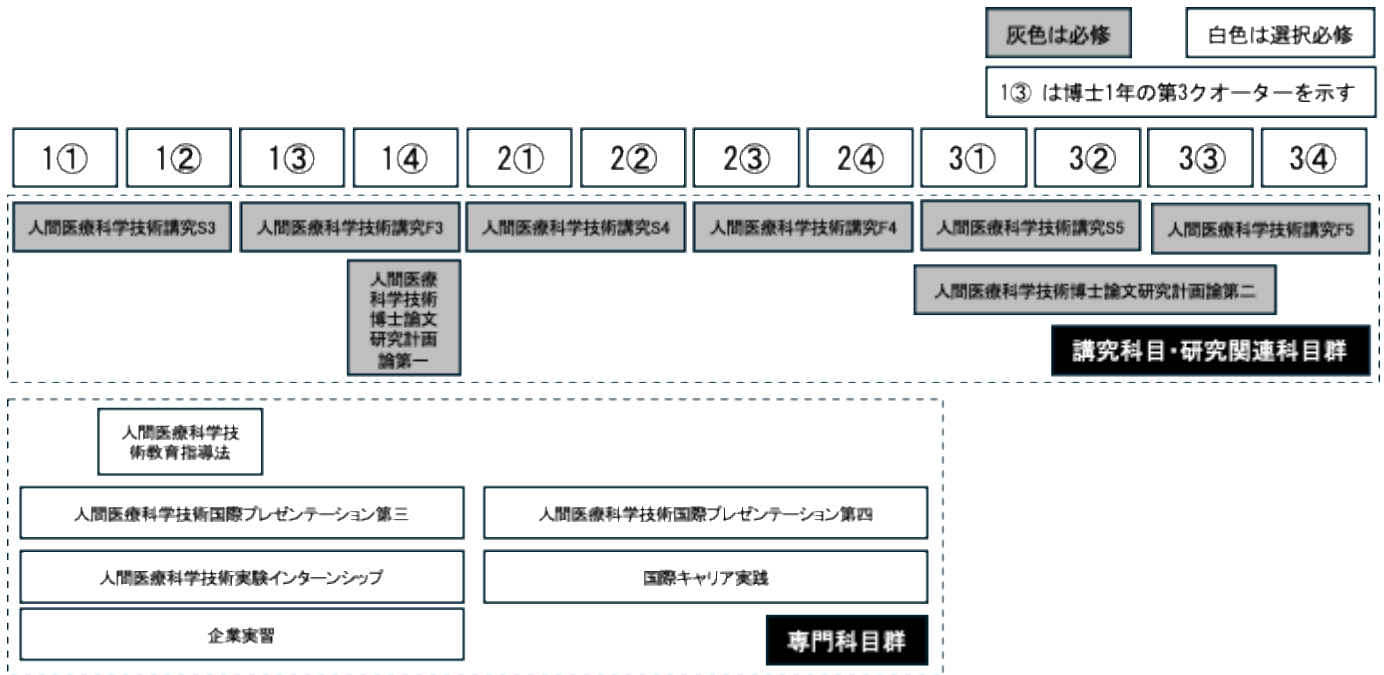 灰色は必修
白色は選択必修
1③ は博士1年の第3クオーターを示す
1①
1②
1③
1④
2①
2②
2③
2④
3①
3②
3③
3④
人間医療科学技術講究S3
人間医療科学技術講究F3
人間医療科学技術講究S4
人間医療科学技術講究F4
人間医療科学技術講究S5
人間医療科学技術講究F5
人間医療
科学技術
博士論文
研究計画
論第一
人間医療科学技術博士論文研究計画論第二
講究科目・研究関連科目群
人間医療科学技
術教育指導法
人間医療科学技術国際プレゼンテーション第三
人間医療科学技術国際プレゼンテーション第四
人間医療科学技術実験インターンシップ
国際キャリア実践
企業実習
専門科目群